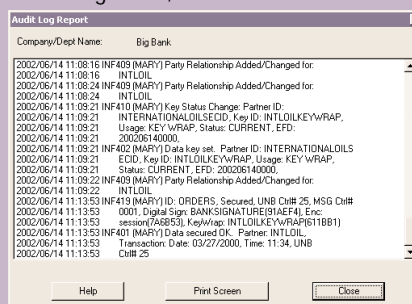 Audit Log Report
Company/Dept Name: Big Bank
2002/06/14 11:08:16 INF409 (MARY) Party Relationship Added/Changed for:
2002/06/14 11:08:16 INTLOIL
2002/06/14 11:08:24 INF409 (MARY) Party Relationship Added/Changed for:
2002/06/14 11:08:24 INTLOIL
2002/06/14 11:09:21 INF410 (MARY) Key Status Change: Partner ID:
2002/06/14 11:09:21 INTERNATIONALOILSECID, Key ID: INTLOILKEYWRAP,
2002/06/14 11:09:21 Usage: KEY WRAP, Status: CURRENT, EFD:
2002/06/14 11:09:21 200206140000,
2002/06/14 11:09:21 INF402 (MARY) Data key set. Partner ID: INTERNATIONALOILS
2002/06/14 11:09:21 ECID, Key ID: INTLOILKEYWRAP, Usage: KEY WRAP,
2002/06/14 11:09:21 Status: CURRENT, EFD: 200206140000,
2002/06/14 11:09:22 INF409 (MARY) Party Relationship Added/Changed for:
2002/06/14 11:09:22 INTLOIL
2002/06/14 11:13:53 INF419 (MARY) ID: ORDERS, Secured, UNB Ctrl# 25, MSG Ctrl#
2002/06/14 11:13:53 0001, Digital Sign: BANKSIGNATURE(91AEF4), Enc:
2002/06/14 11:13:53 session(7A6B53), KeyWrap: INTLOILKEYWRAP(611BB1)
2002/06/14 11:13:53 INF401 (MARY) Data secured OK. Partner: INTLOIL,
2002/06/14 11:13:53 Transaction: Date: 03/27/2000, Time: 11:34, UNB
2002/06/14 11:13:53 Ctrl# 25
Help Print Screen Close